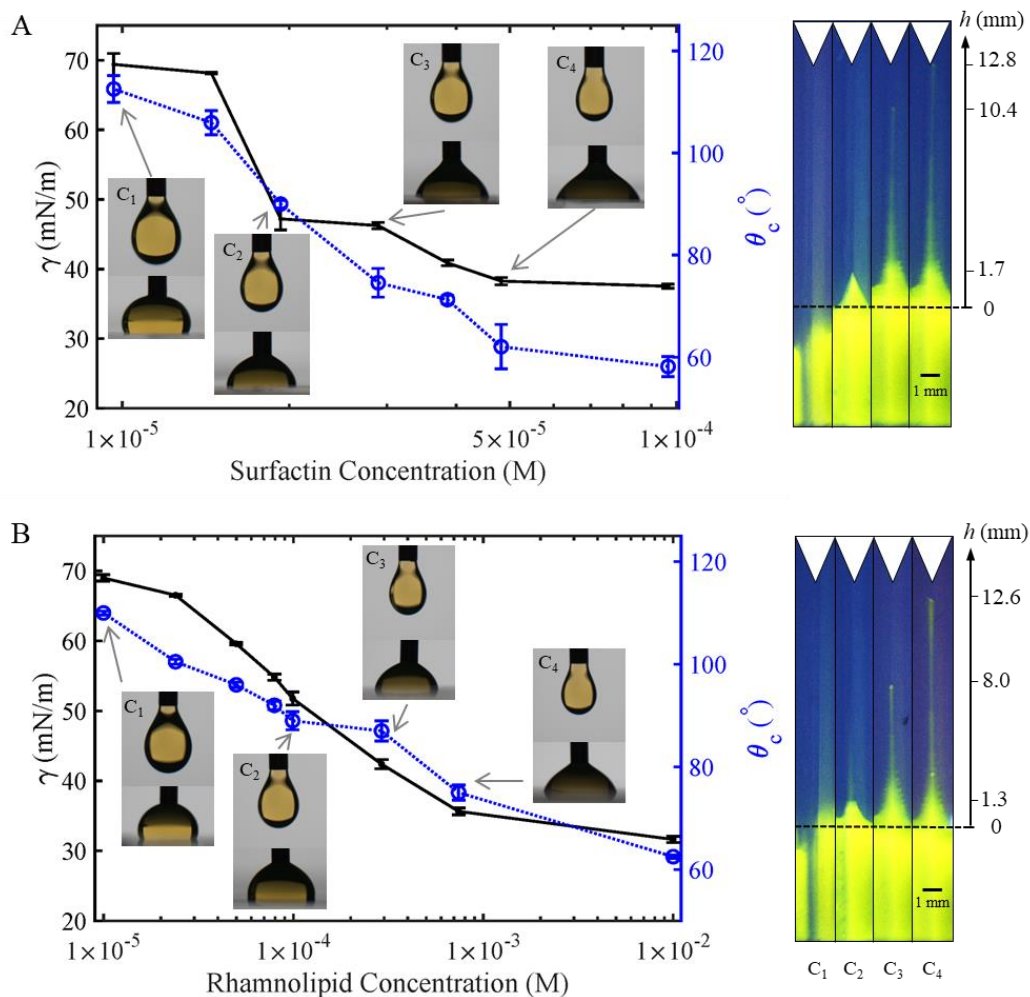 A
γ (mN/m)
70
60
50
40
30
20
C₁
C₂
C₃
C₄
120
100
80
60
θc (°)
1×10⁻⁵
5×10⁻⁵
1×10⁻⁴
Surfactin Concentration (M)
h (mm)
12.8
10.4
1.7
0
1 mm
B
γ (mN/m)
70
60
50
40
30
20
C₁
C₂
C₃
C₄
120
100
80
60
θc (°)
1×10⁻⁵
1×10⁻⁴
1×10⁻³
1×10⁻²
Rhamnolipid Concentration (M)
h (mm)
12.6
8.0
1.3
0
1 mm
C₁ C₂ C₃ C₄